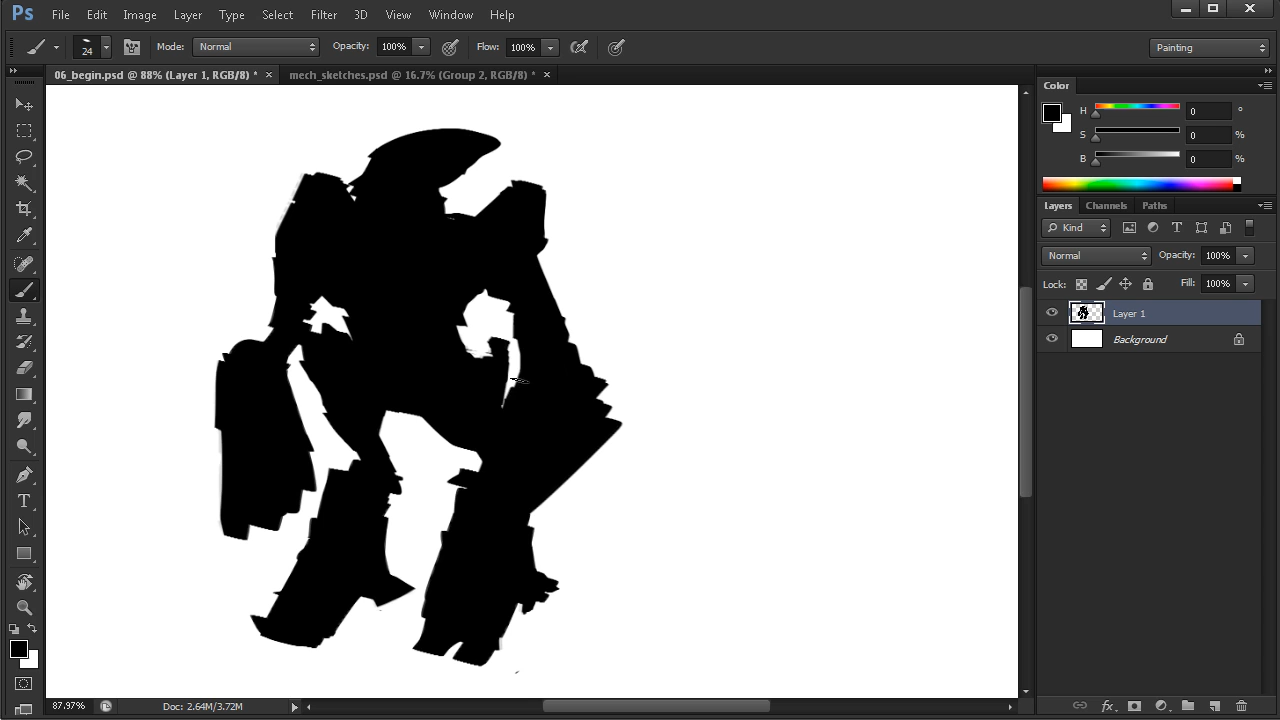 Ps File Edit Image Layer Type Select Filter 3D View Window Help
24 Mode: Normal Opacity: 100% Flow: 100% Painting
06_begin.psd @ 88% (Layer 1, RGB/8) * × mech_sketches.psd @ 16.7% (Group 2, RGB/8) * ×
Color
H 0 °
S 0 %
B 0 %
Layers Channels Paths
Kind
Normal Opacity: 100%
Lock: Fill: 100%
Layer 1
Background
87.97% Doc: 2.64M/3.72M
fx